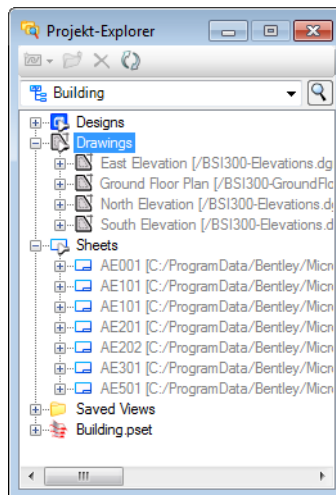 Projekt-Explorer
Building
Designs
Drawings
East Elevation [/BSI300-Elevations.dg
Ground Floor Plan [/BSI300-GroundFlo
North Elevation [/BSI300-Elevations.dg
South Elevation [/BSI300-Elevations.d
Sheets
AE001 [C:/ProgramData/Bentley/Micr
AE101 [C:/ProgramData/Bentley/Micr
AE101 [C:/ProgramData/Bentley/Micr
AE201 [C:/ProgramData/Bentley/Micr
AE202 [C:/ProgramData/Bentley/Micr
AE301 [C:/ProgramData/Bentley/Micr
AE501 [C:/ProgramData/Bentley/Micr
Saved Views
Building.pset